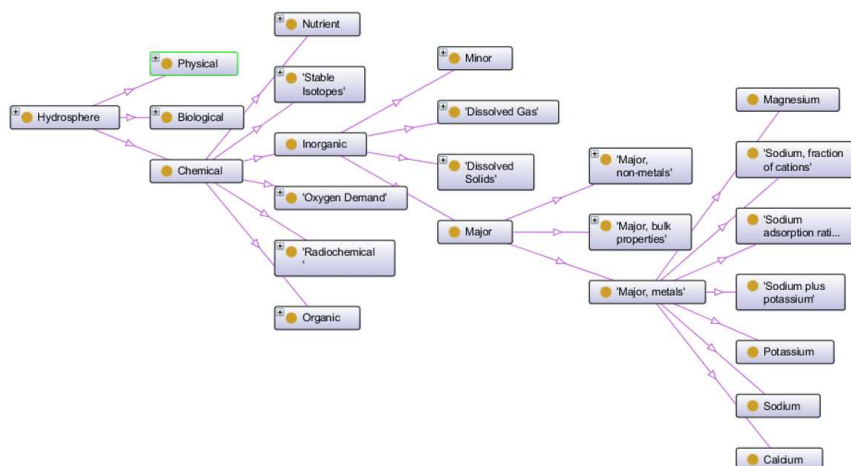 Nutrient
Minor
Physical
'Stable
Isotopes'
Magnesium
'Dissolved Gas'
Hydrosphere
Biological
Inorganic
'Sodium, fraction
of cations'
'Dissolved
Solids'
'Major,
non-metals'
Chemical
'Oxygen Demand'
'Sodium
adsorption rati...
Major
'Major, bulk
properties'
'Radiochemical
'
'Major, metals'
'Sodium plus
potassium'
Organic
Potassium
Sodium
Calcium